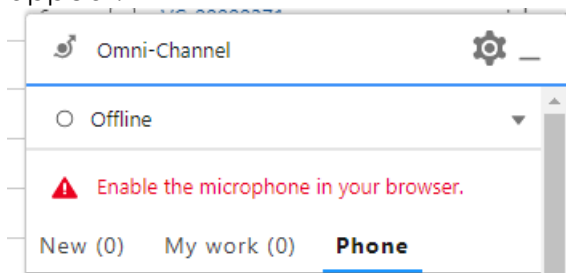 Omni-Channel
Offline
Enable the microphone in your browser.
New (0) My work (0) Phone